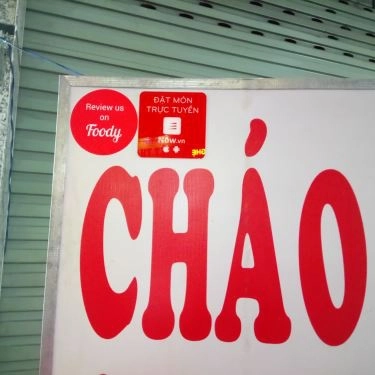 Review us
on
Foody
ĐẶT MÓN
TRỰC TUYẾN
Now.vn
CHÁO